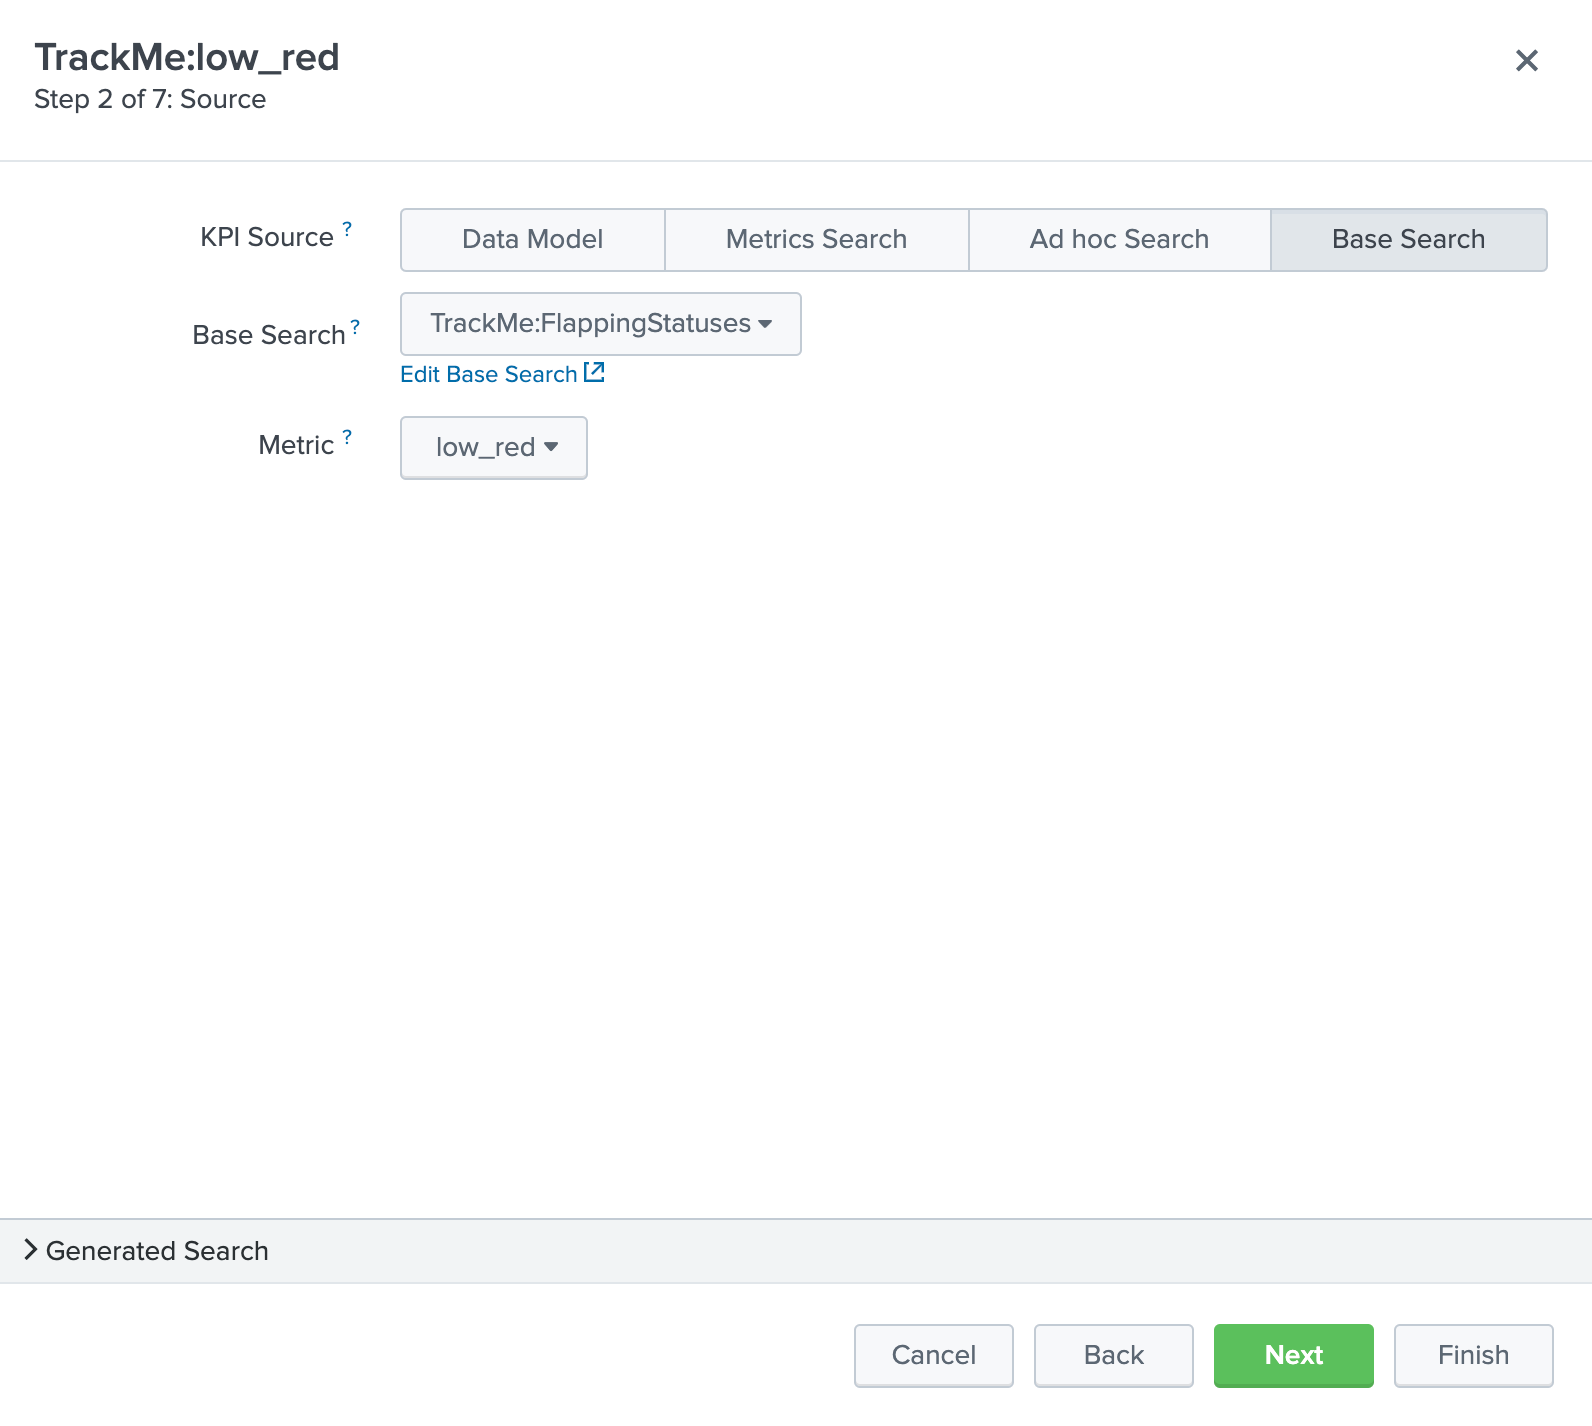 TrackMe:low_red
Step 2 of 7: Source
KPI Source ?
Data Model
Metrics Search
Ad hoc Search
Base Search
Base Search ?
TrackMe:FlappingStatuses
Edit Base Search
Metric ?
low_red
Generated Search
Cancel
Back
Next
Finish